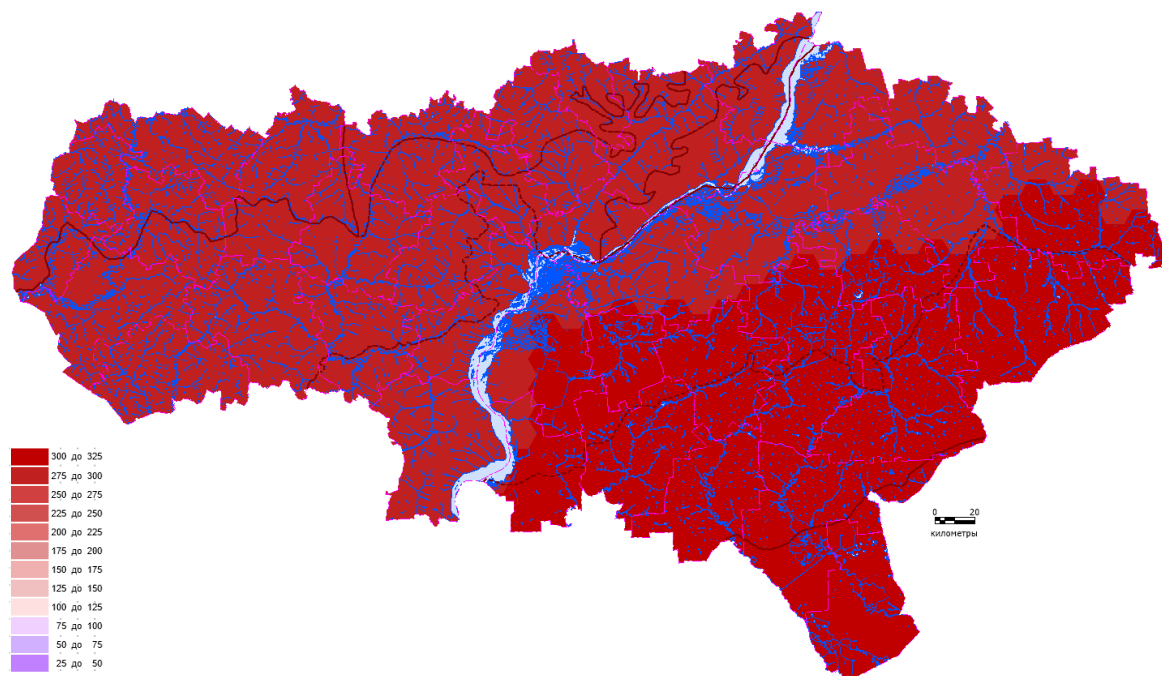 300 до 325
275 до 300
250 до 275
225 до 250
200 до 225
175 до 200
150 до 175
125 до 150
100 до 125
75 до 100
50 до 75
25 до 50
0 20
километры